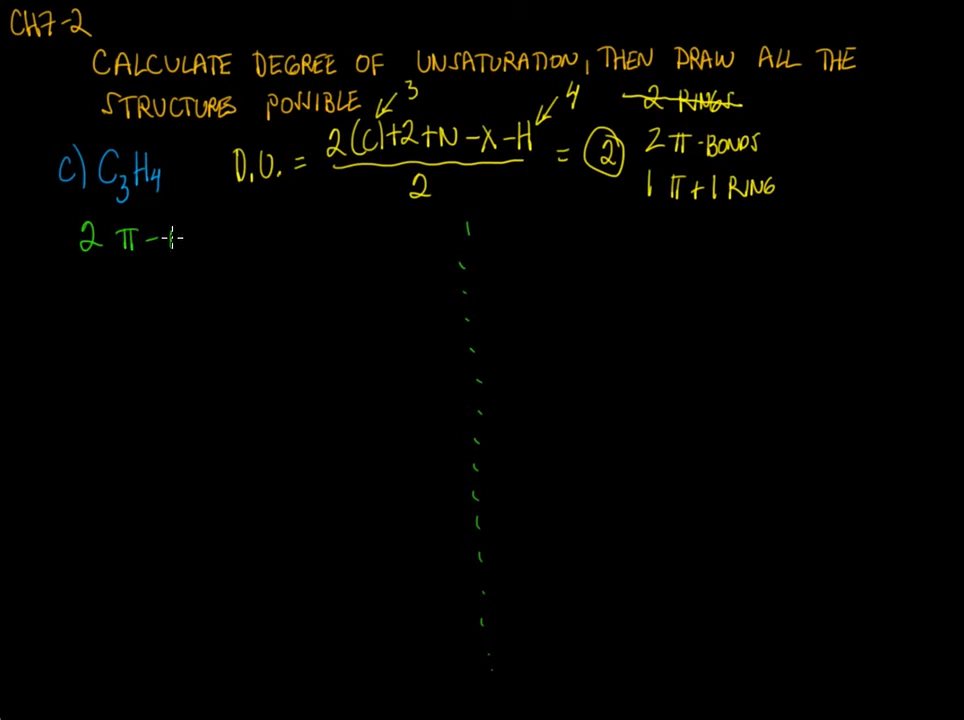 CH7-2
CALCULATE DEGREE OF UNSATURATION, THEN DRAW ALL THE
STRUCTURES POSSIBLE
3
4
2 RINGS
C) C3H4
D.U. = 2(C)+2+N-X-H / 2 = 2
2 π-BONDS
1 π + 1 RING
2 π -